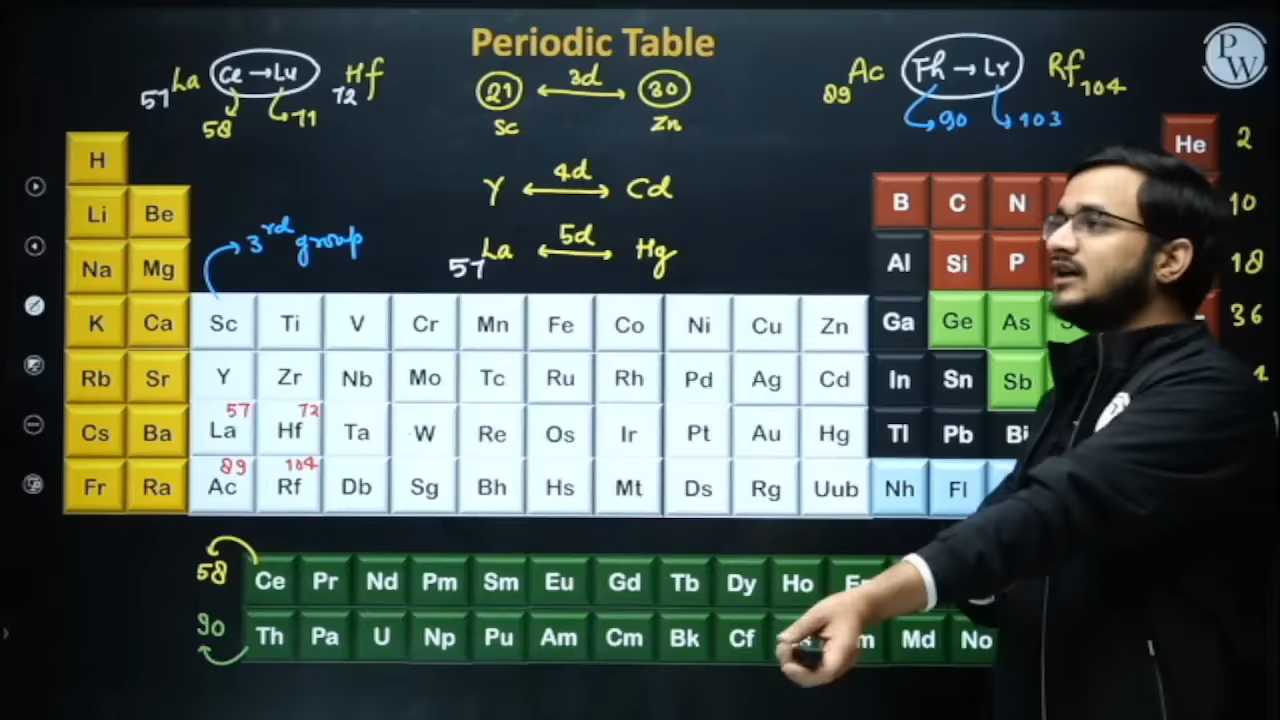 Periodic Table
PW
57 La Ce → Lu 72 Hf
58 71
21 3d 30
Sc Zn
89 Ac Th → Lr Rf 104
90 103
Y 4d Cd
57 La 5d Hg
3rd group
H He 2
Li Be B C N 10
Na Mg Al Si P 18
K Ca Sc Ti V Cr Mn Fe Co Ni Cu Zn Ga Ge As 36
Rb Sr Y Zr Nb Mo Tc Ru Rh Pd Ag Cd In Sn Sb
57 72
Cs Ba La Hf Ta W Re Os Ir Pt Au Hg Tl Pb Bi
89 104
Fr Ra Ac Rf Db Sg Bh Hs Mt Ds Rg Uub Nh Fl
58 Ce Pr Nd Pm Sm Eu Gd Tb Dy Ho
90 Th Pa U Np Pu Am Cm Bk Cf Md No